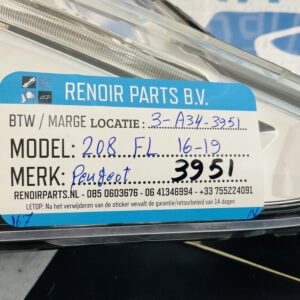 RENOIR PARTS B.V.
BTW / MARGE LOCATIE : 3-A34-3951
MODEL: 208 FL 16-19
MERK: Peugeot 3951
RENOIRPARTS.NL - 085 0603676 - 06 41346994 - +33 755224091
LETOP: Na het verwijderen van de sticker vervalt de garantie/retourbeleid van 14 dagen
167